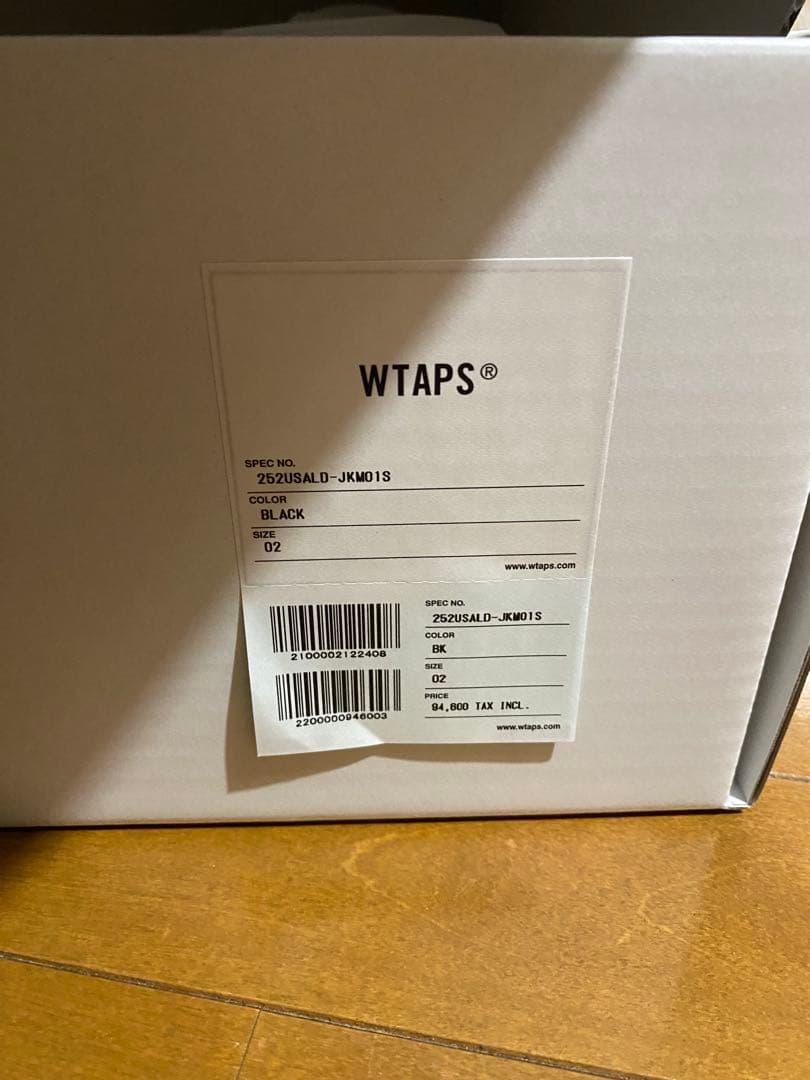 WTAPS®
SPEC NO.
252USALD-JKM01S
COLOR
BLACK
SIZE
02
www.wtaps.com
2100002122408
2200000946003
SPEC NO.
252USALD-JKM01S
COLOR
BK
SIZE
02
PRICE
94,600 TAX INCL.
www.wtaps.com